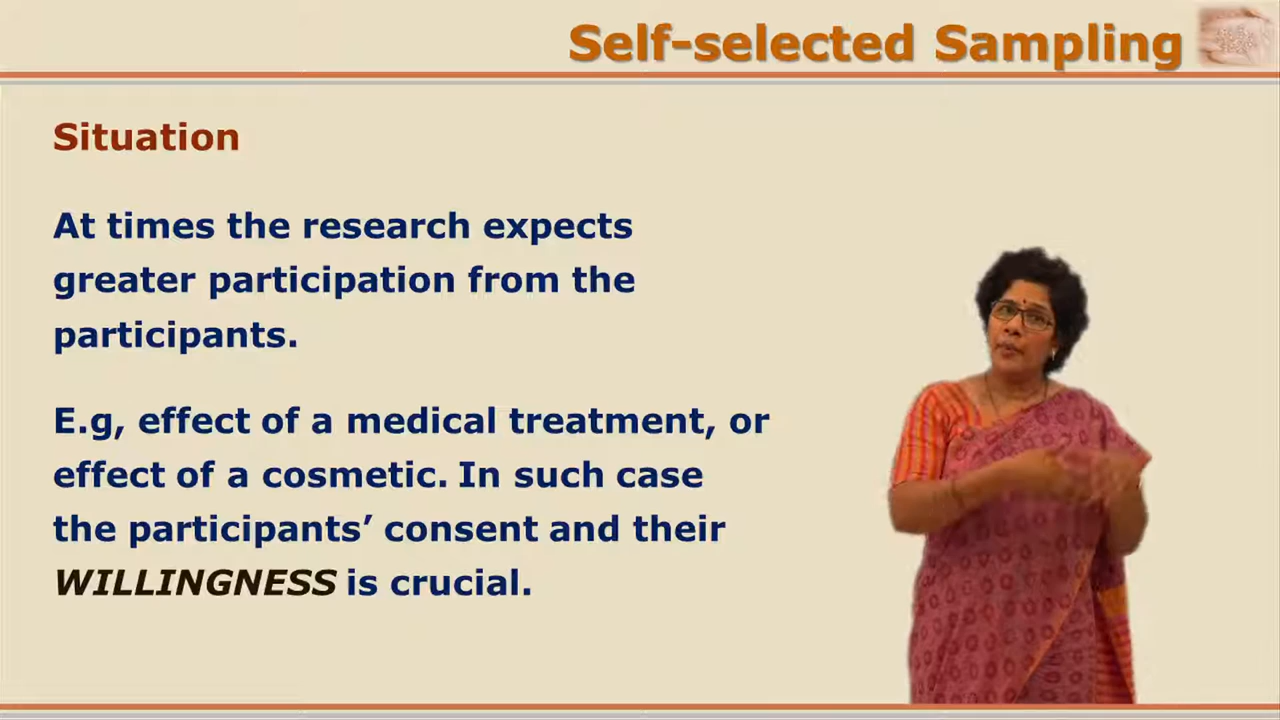 Self-selected Sampling
Situation
At times the research expects
greater participation from the
participants.
E.g, effect of a medical treatment, or
effect of a cosmetic. In such case
the participants’ consent and their
WILLINGNESS is crucial.